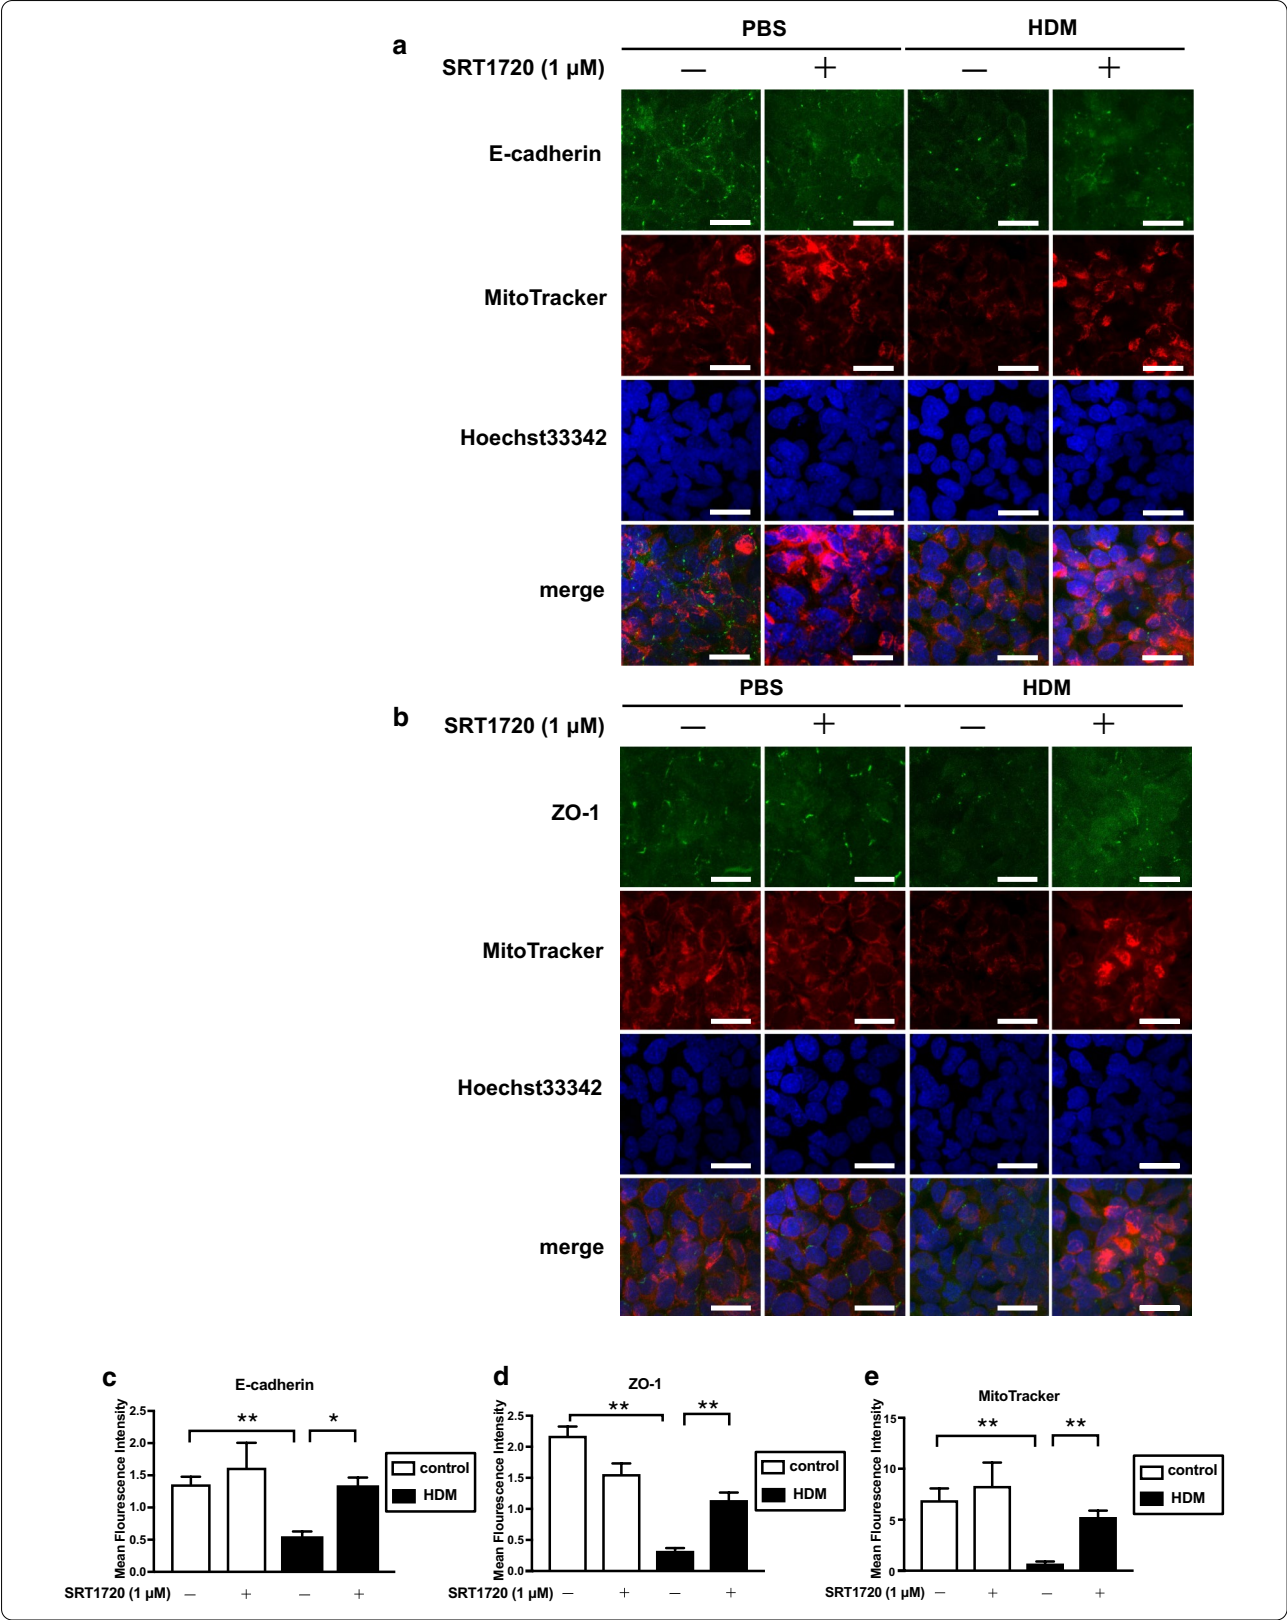 a
PBS HDM
SRT1720 (1 µM) — + — +
E-cadherin
MitoTracker
Hoechst33342
merge
b
PBS HDM
SRT1720 (1 µM) — + — +
ZO-1
MitoTracker
Hoechst33342
merge
c
E-cadherin
Mean Flourescence Intensity
2.5
2.0
1.5
1.0
0.5
0.0
** *
control
HDM
SRT1720 (1 µM) — + — +
d
ZO-1
Mean Flourescence Intensity
2.5
2.0
1.5
1.0
0.5
0.0
** **
control
HDM
SRT1720 (1 µM) — + — +
e
MitoTracker
Mean Flourescence Intensity
15
10
5
0
** **
control
HDM
SRT1720 (1 µM) — + — +